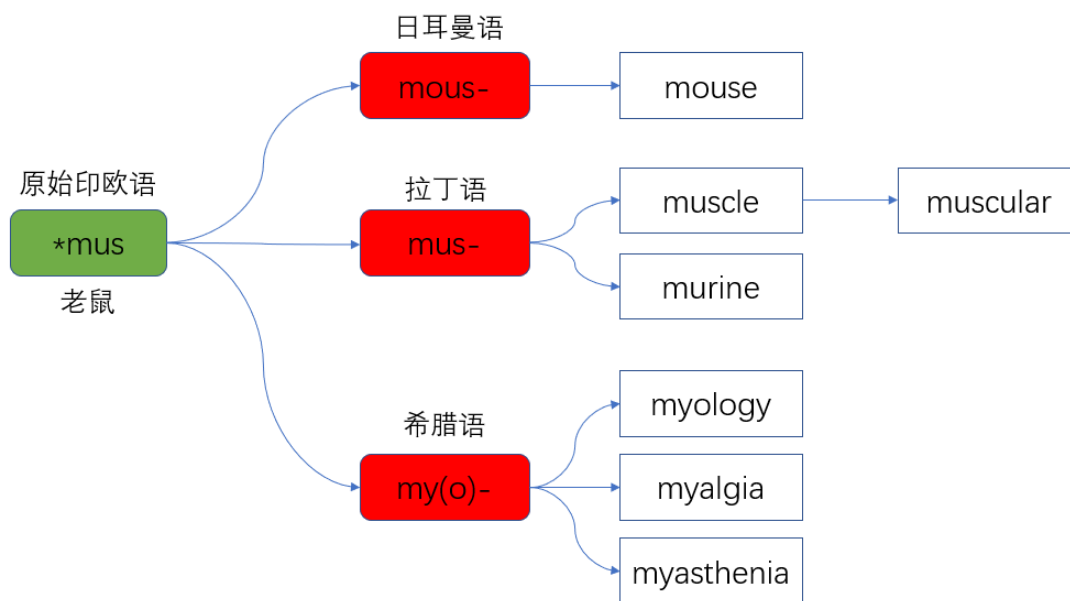 日耳曼语
mous-
mouse
原始印欧语
*mus
老鼠
拉丁语
mus-
muscle
muscular
murine
希腊语
my(o)-
myology
myalgia
myasthenia